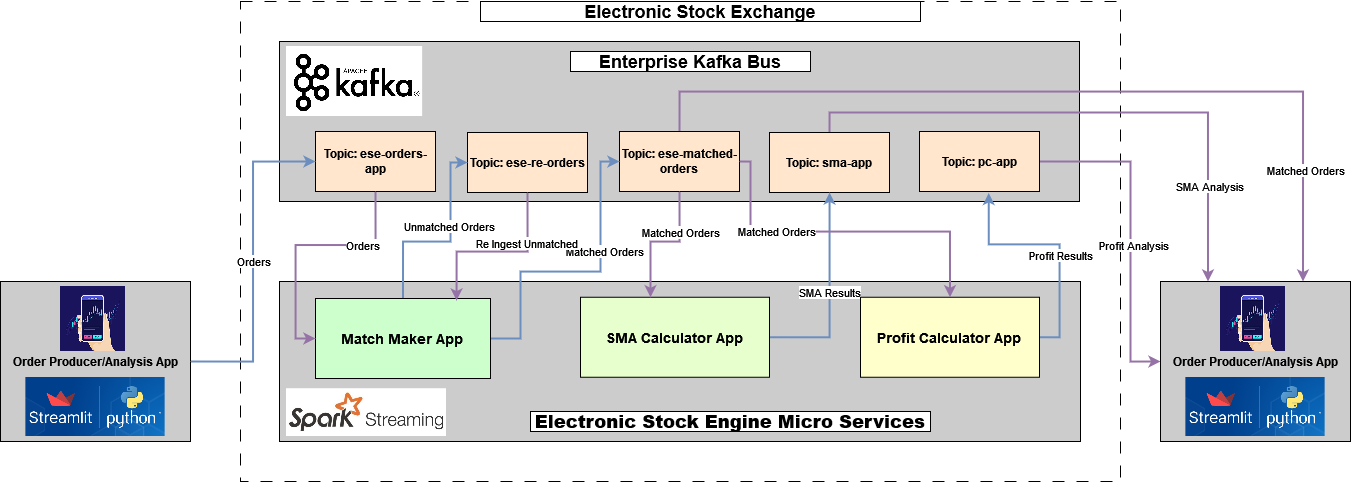 Electronic Stock Exchange
Enterprise Kafka Bus
APACHE
kafka
Topic: ese-orders-
app
Topic: ese-re-orders
Topic: ese-matched-
orders
Topic: sma-app
Topic: pc-app
Matched Orders
SMA Analysis
Unmatched Orders
Orders
Re Ingest Unmatched
Matched Orders
Matched Orders
Matched Orders
Profit Analysis
Profit Results
Orders
SMA Results
Match Maker App
SMA Calculator App
Profit Calculator App
Order Producer/Analysis App
Streamlit
python
Order Producer/Analysis App
Streamlit
python
Spark Streaming
Electronic Stock Engine Micro Services